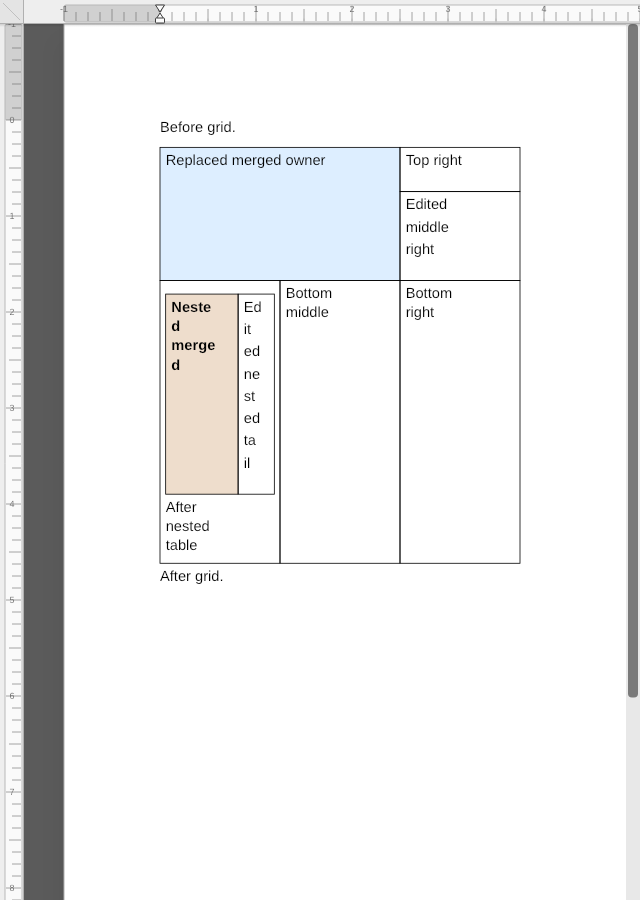 Before grid.
Replaced merged owner
Top right
Edited
middle
right
Neste
d
merge
d
Ed
it
ed
ne
st
ed
ta
il
After
nested
table
Bottom
middle
Bottom
right
After grid.